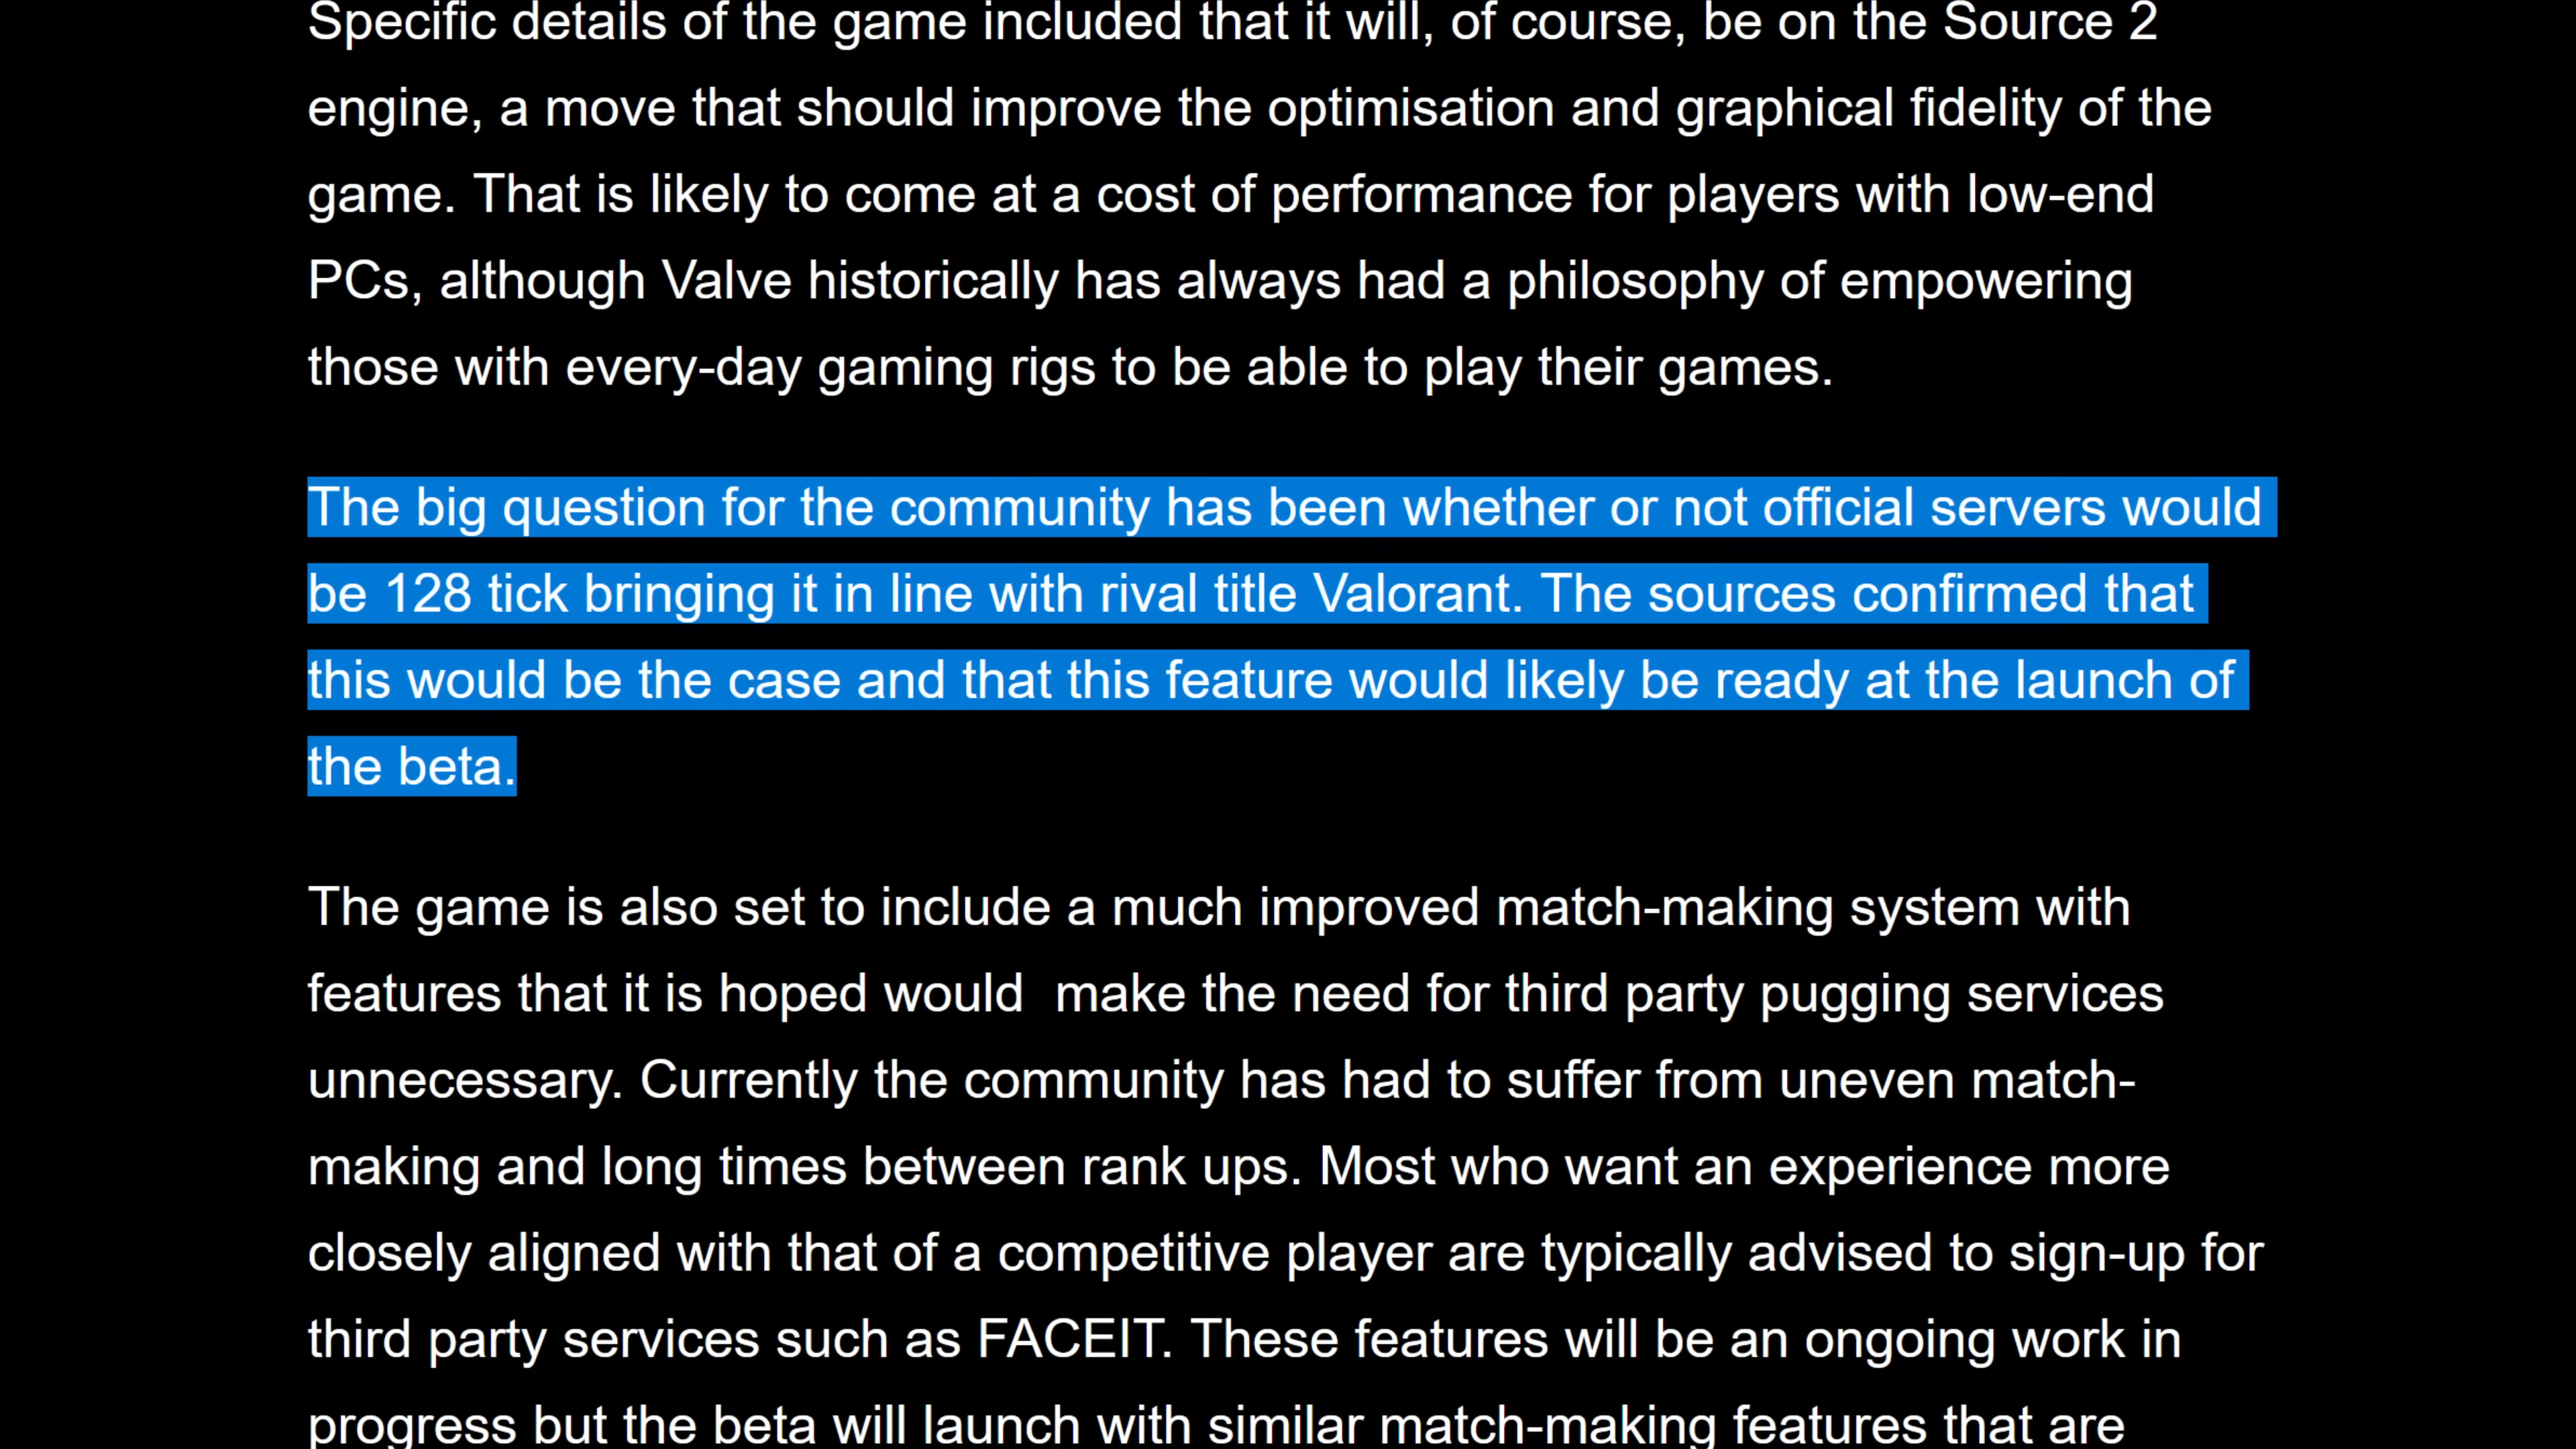 Specific details of the game included that it will, of course, be on the Source 2
engine, a move that should improve the optimisation and graphical fidelity of the
game. That is likely to come at a cost of performance for players with low-end
PCs, although Valve historically has always had a philosophy of empowering
those with every-day gaming rigs to be able to play their games.
The big question for the community has been whether or not official servers would
be 128 tick bringing it in line with rival title Valorant. The sources confirmed that
this would be the case and that this feature would likely be ready at the launch of
the beta.
The game is also set to include a much improved match-making system with
features that it is hoped would  make the need for third party pugging services
unnecessary. Currently the community has had to suffer from uneven match-
making and long times between rank ups. Most who want an experience more
closely aligned with that of a competitive player are typically advised to sign-up for
third party services such as FACEIT. These features will be an ongoing work in
progress but the beta will launch with similar match-making features that are